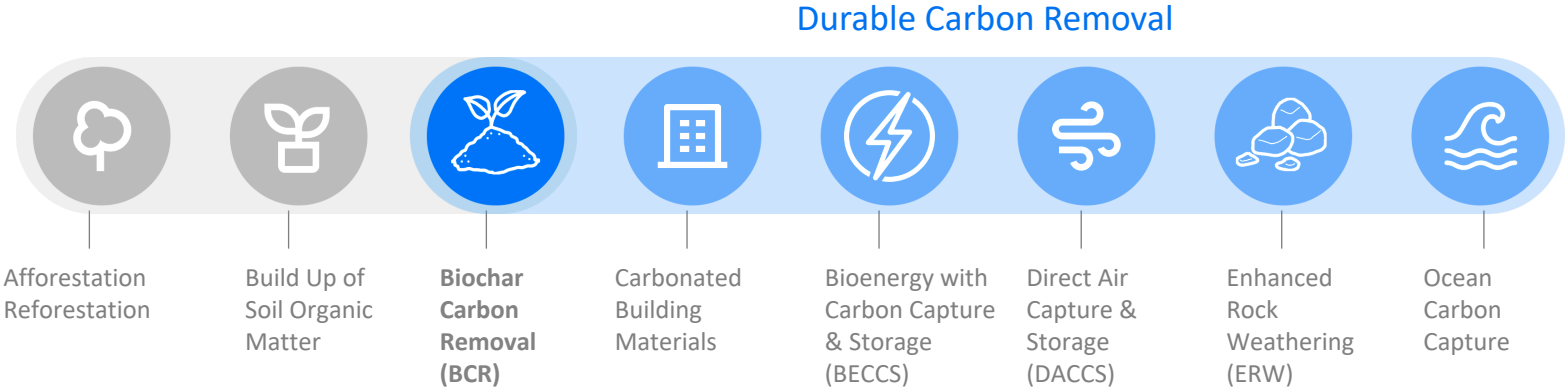 Durable Carbon Removal
Afforestation
Reforestation
Build Up of
Soil Organic
Matter
Biochar
Carbon
Removal
(BCR)
Carbonated
Building
Materials
Bioenergy with
Carbon Capture
& Storage
(BECCS)
Direct Air
Capture &
Storage
(DACCS)
Enhanced
Rock
Weathering
(ERW)
Ocean
Carbon
Capture